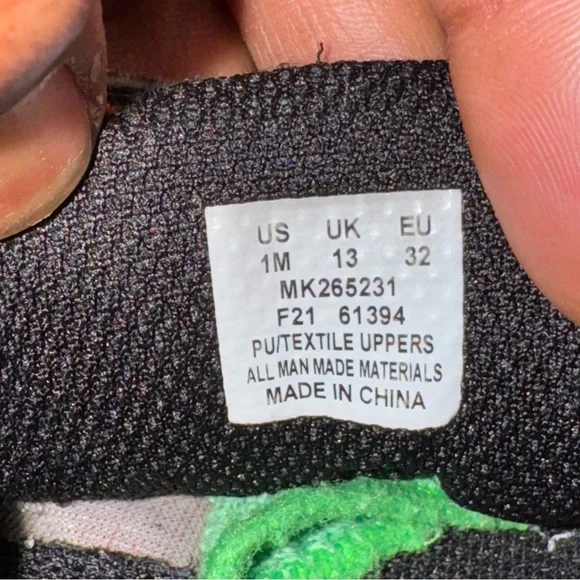 US UK EU
1M 13 32
MK265231
F21 61394
PU/TEXTILE UPPERS
ALL MAN MADE MATERIALS
MADE IN CHINA